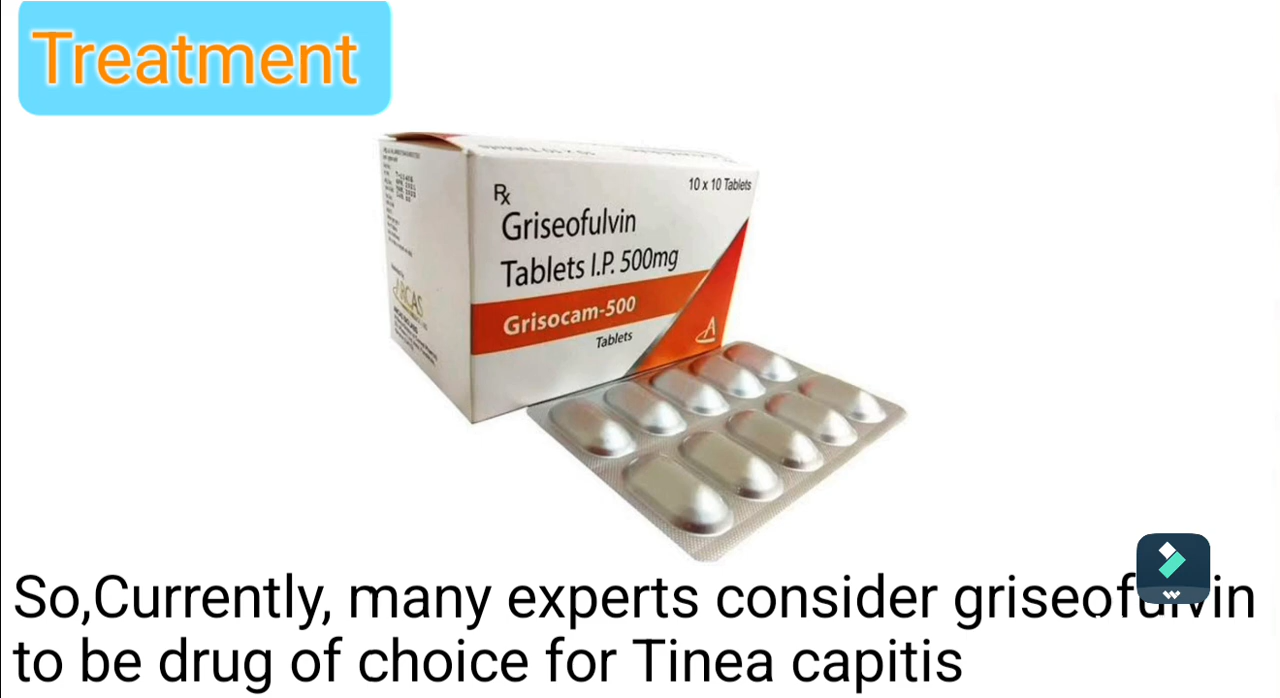 Treatment
Rx
10 x 10 Tablets
Griseofulvin
Tablets I.P. 500mg
Grisocam-500
Tablets
So,Currently, many experts consider griseofulvin
to be drug of choice for Tinea capitis